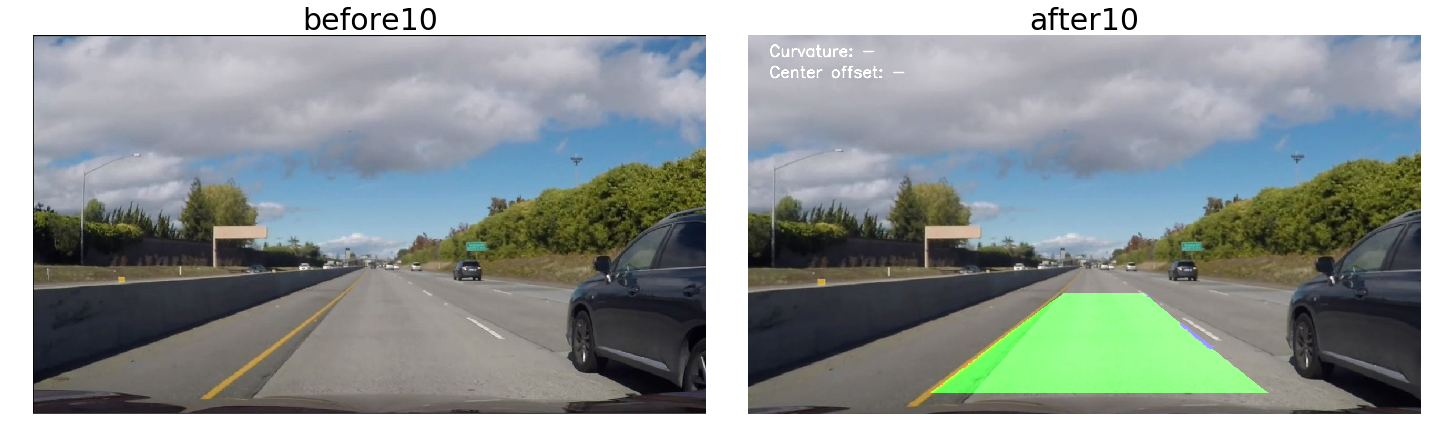 before10
after10
Curvature: —
Center offset: —